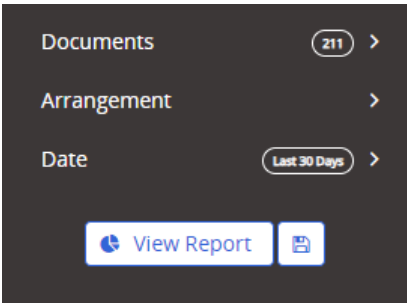 Documents 211
Arrangement
Date Last 30 Days
View Report